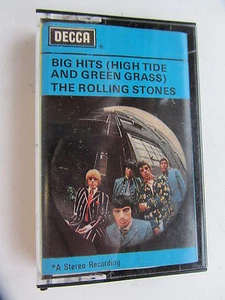 DECCA
BIG HITS (HIGH TIDE
AND GREEN GRASS)
THE ROLLING STONES
*A Stereo Recording